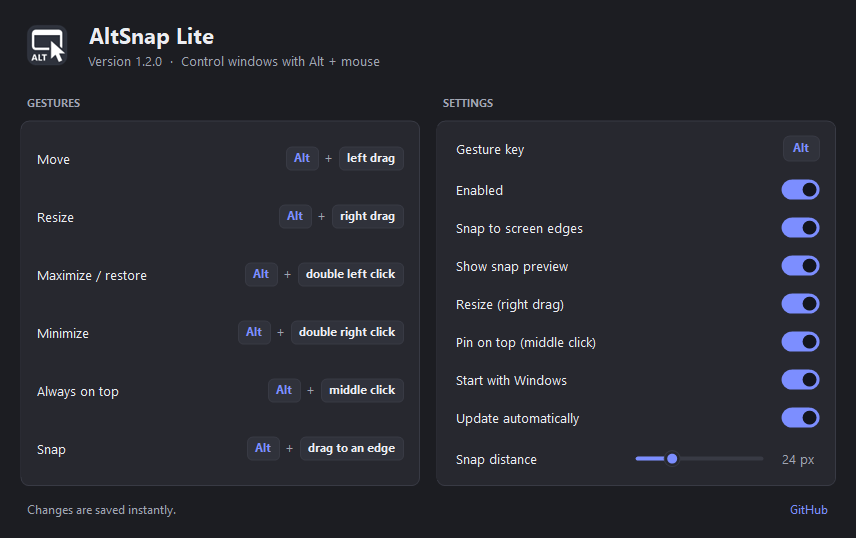 ALT
AltSnap Lite
Version 1.2.0 · Control windows with Alt + mouse
GESTURES
Move Alt + left drag
Resize Alt + right drag
Maximize / restore Alt + double left click
Minimize Alt + double right click
Always on top Alt + middle click
Snap Alt + drag to an edge
SETTINGS
Gesture key Alt
Enabled
Snap to screen edges
Show snap preview
Resize (right drag)
Pin on top (middle click)
Start with Windows
Update automatically
Snap distance 24 px
Changes are saved instantly.
GitHub